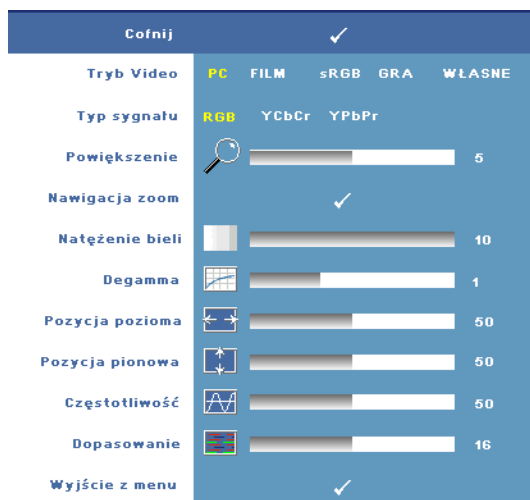 Cofnij
Tryb Video PC FILM sRGB GRA WŁASNE
Typ sygnału RGB YCbCr YPbPr
Powiększenie 5
Nawigacja zoom
Natężenie bieli 10
Degamma 1
Pozycja pozioma 50
Pozycja pionowa 50
Częstotliwość 50
Dopasowanie 16
Wyjście z menu